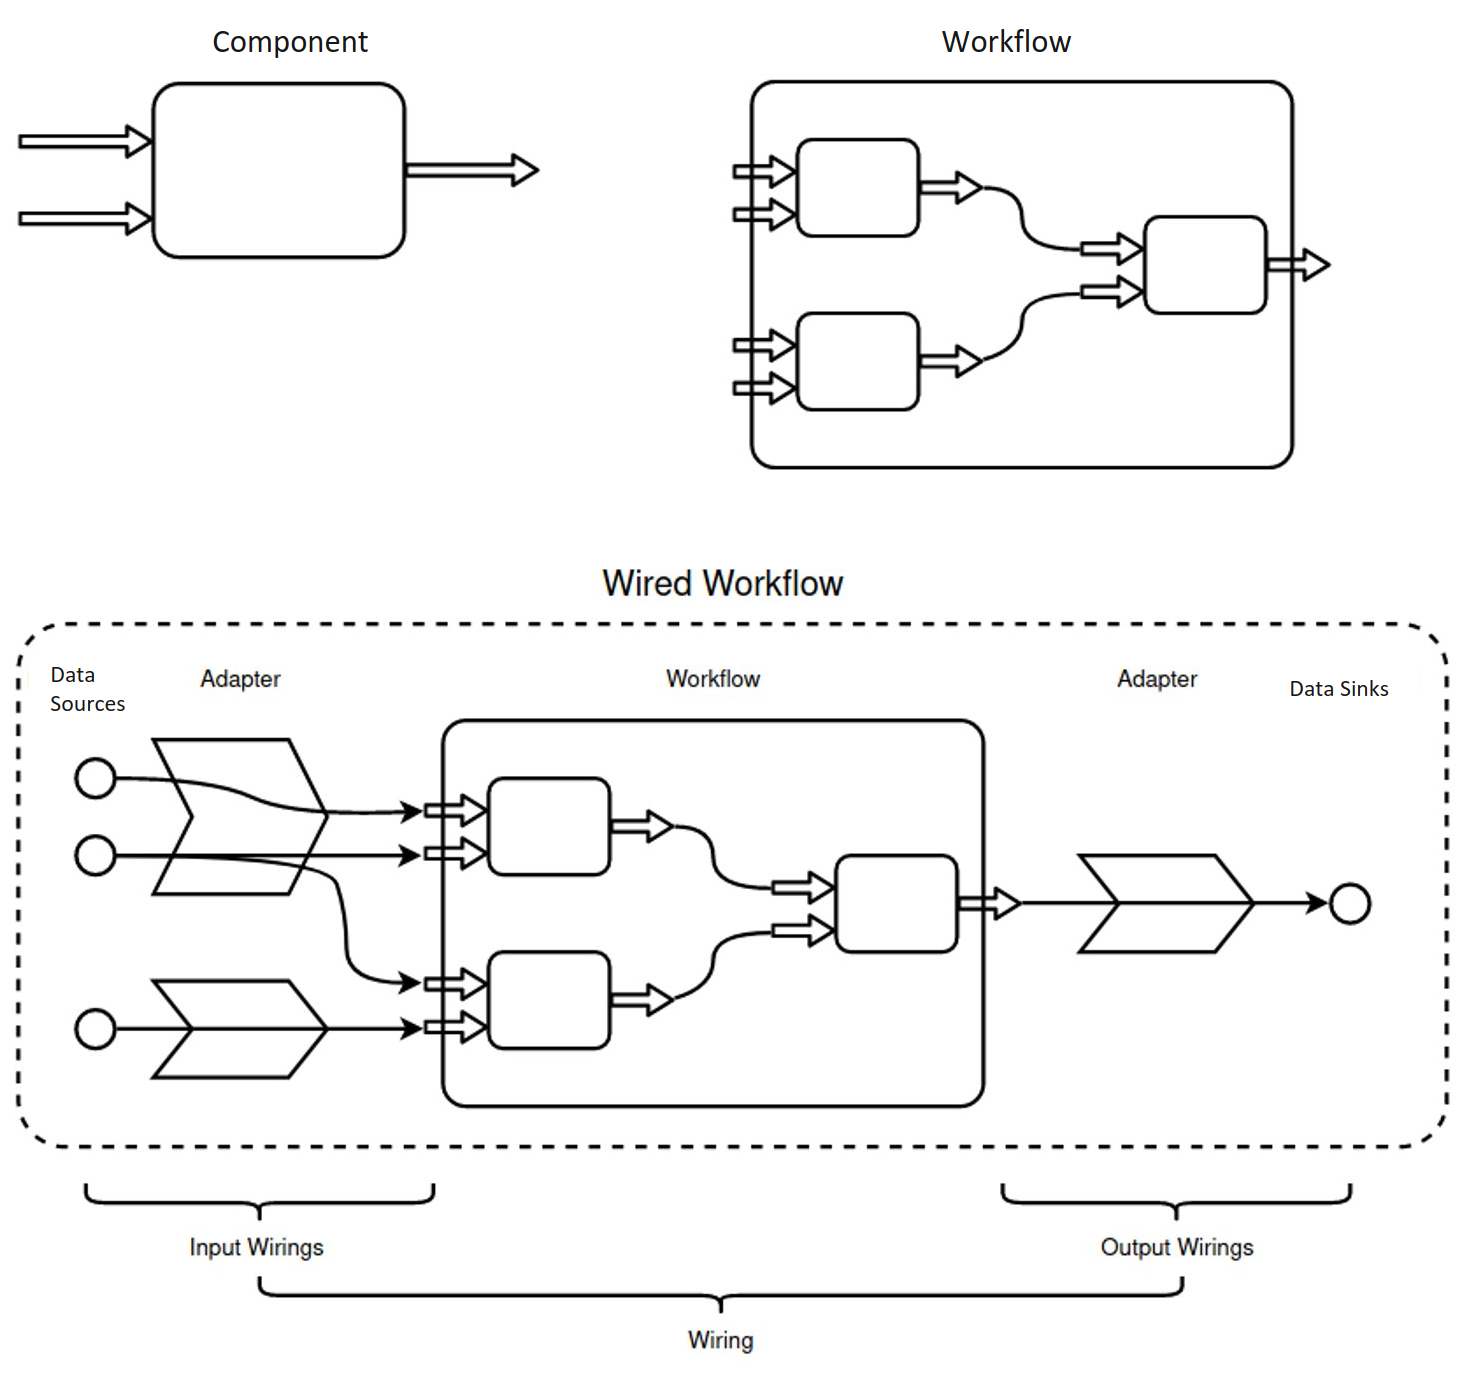 Component
Workflow
Wired Workflow
Data
Sources
Adapter
Workflow
Adapter
Data Sinks
Input Wirings
Output Wirings
Wiring